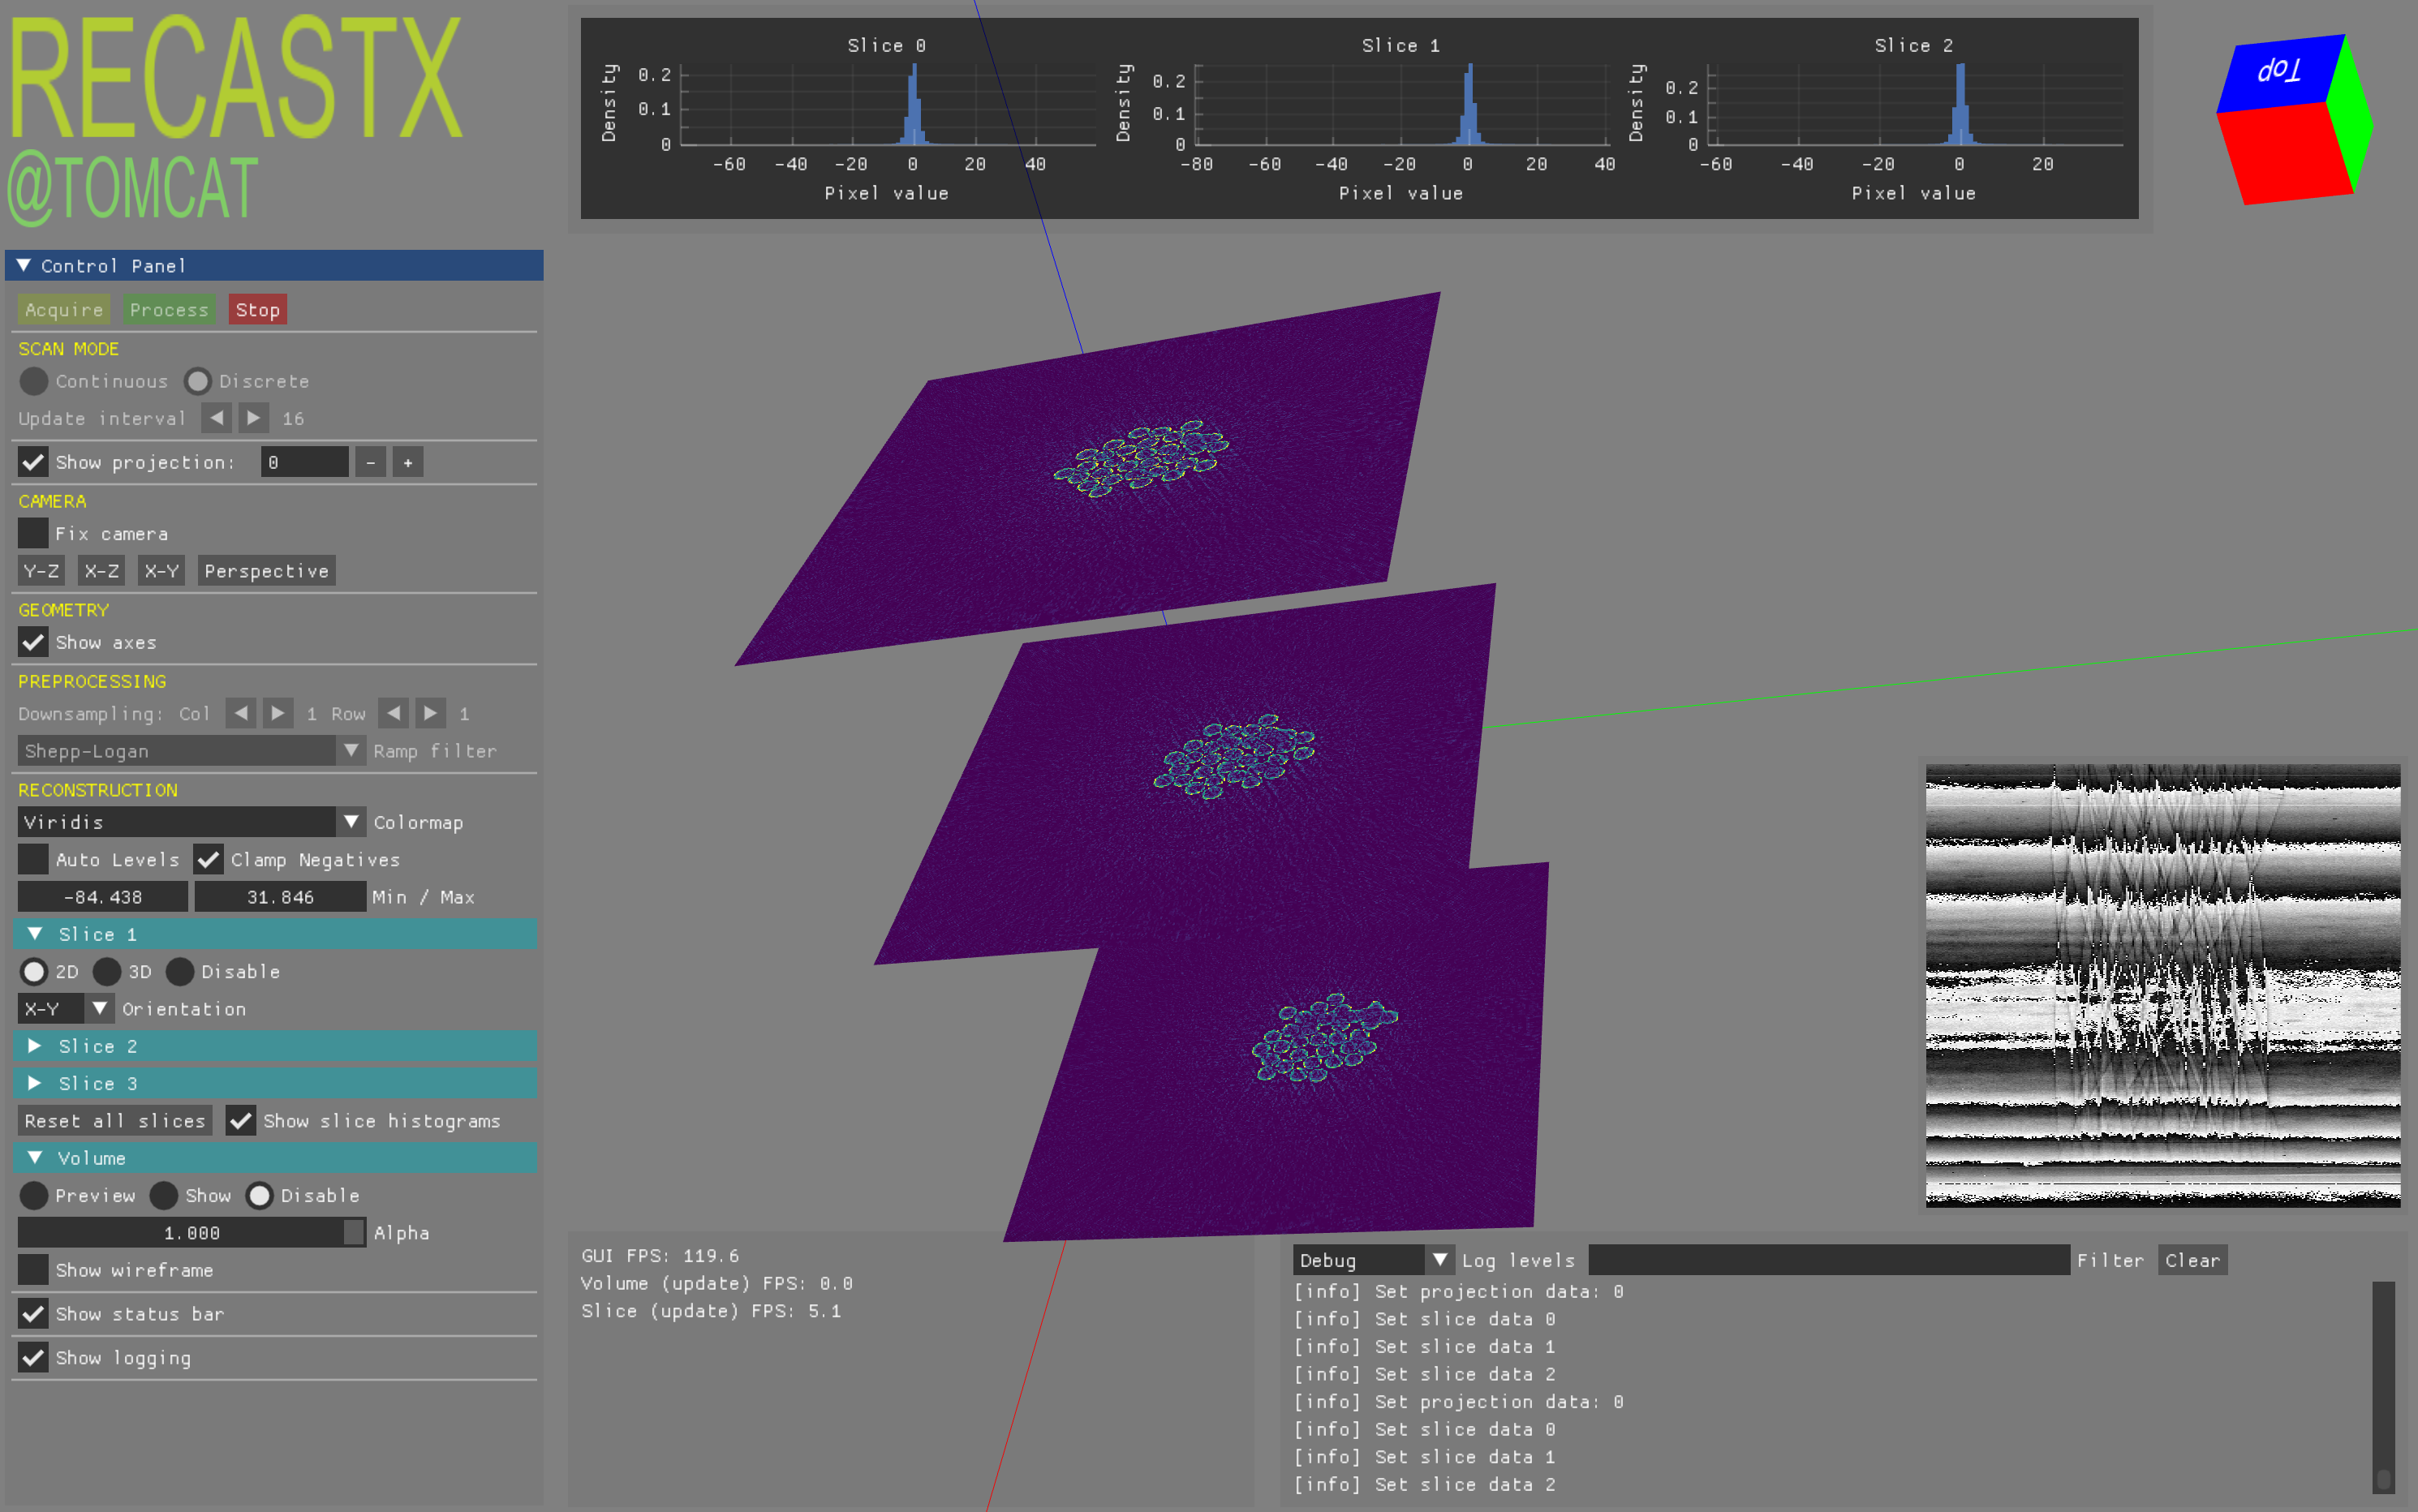 RECASTX
@TOMCAT
Slice 0
Density
0.2
0.1
0
-60 -40 -20 0 20 40
Pixel value
Slice 1
Density
0.2
0.1
0
-80 -60 -40 -20 0 20 40
Pixel value
Slice 2
Density
0.2
0.1
0
-60 -40 -20 0 20
Pixel value
Top
Control Panel
Acquire Process Stop
SCAN MODE
Continuous Discrete
Update interval 16
Show projection: 0 - +
CAMERA
Fix camera
Y-Z X-Z X-Y Perspective
GEOMETRY
Show axes
PREPROCESSING
Downsampling: Col 1 Row 1
Shepp-Logan Ramp filter
RECONSTRUCTION
Viridis Colormap
Auto Levels Clamp Negatives
-84.438 31.846 Min / Max
Slice 1
2D 3D Disable
X-Y Orientation
Slice 2
Slice 3
Reset all slices Show slice histograms
Volume
Preview Show Disable
1.000 Alpha
Show wireframe
Show status bar
Show logging
GUI FPS: 119.6
Volume (update) FPS: 0.0
Slice (update) FPS: 5.1
Debug Log levels Filter Clear
[info] Set projection data: 0
[info] Set slice data 0
[info] Set slice data 1
[info] Set slice data 2
[info] Set projection data: 0
[info] Set slice data 0
[info] Set slice data 1
[info] Set slice data 2